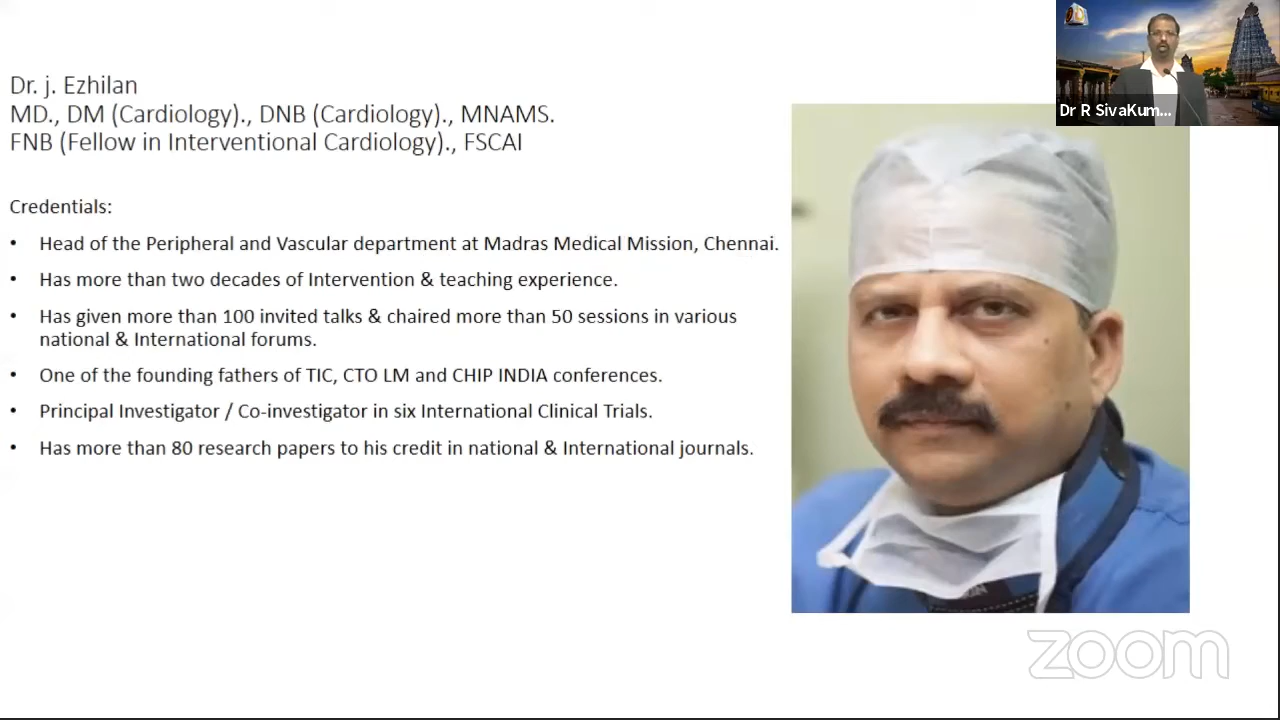 Dr. j. Ezhilan
MD., DM (Cardiology)., DNB (Cardiology)., MNAMS.
FNB (Fellow in Interventional Cardiology)., FSCAI
Credentials:
• Head of the Peripheral and Vascular department at Madras Medical Mission, Chennai.
• Has more than two decades of Intervention & teaching experience.
• Has given more than 100 invited talks & chaired more than 50 sessions in various
national & International forums.
• One of the founding fathers of TIC, CTO LM and CHIP INDIA conferences.
• Principal Investigator / Co-investigator in six International Clinical Trials.
• Has more than 80 research papers to his credit in national & International journals.
Dr R SivaKum...
zoom